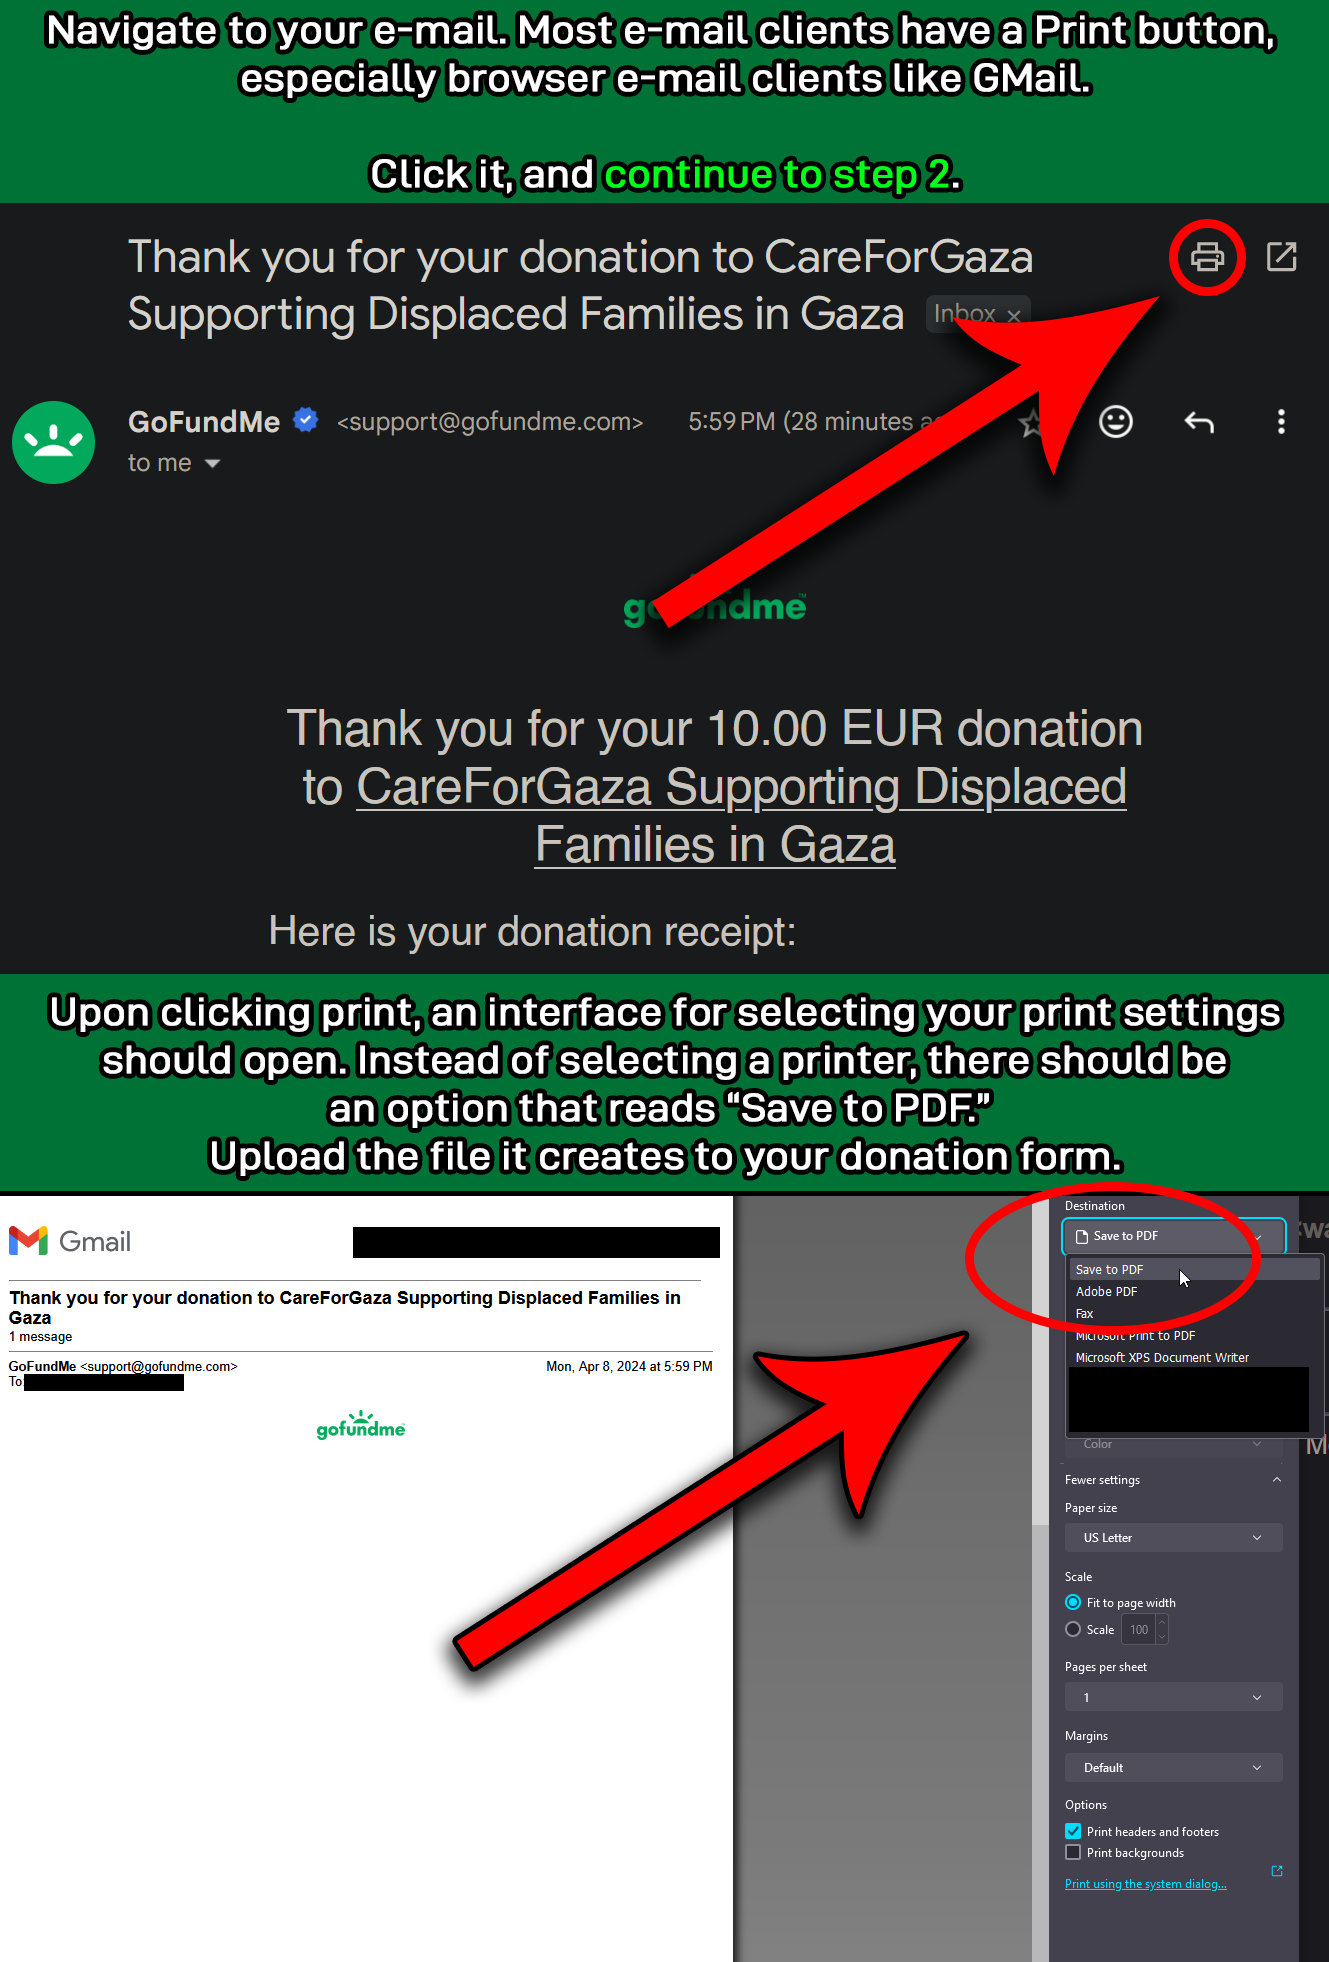 Navigate to your e-mail. Most e-mail clients have a Print button,
especially browser e-mail clients like GMail.
Click it, and continue to step 2.
Thank you for your donation to CareForGaza
Supporting Displaced Families in Gaza Inbox ×
GoFundMe <support@gofundme.com> 5:59 PM (28 minutes
to me
gofundme
Thank you for your 10.00 EUR donation
to CareForGaza Supporting Displaced
Families in Gaza
Here is your donation receipt:
Upon clicking print, an interface for selecting your print settings
should open. Instead of selecting a printer, there should be
an option that reads “Save to PDF.”
Upload the file it creates to your donation form.
Gmail
Thank you for your donation to CareForGaza Supporting Displaced Families in
Gaza
1 message
GoFundMe <support@gofundme.com> Mon, Apr 8, 2024 at 5:59 PM
To:
gofundme
Destination
Save to PDF
Save to PDF
Adobe PDF
Fax
Microsoft Print to PDF
Microsoft XPS Document Writer
Color
Fewer settings
Paper size
US Letter
Scale
Fit to page width
Scale 100
Pages per sheet
1
Margins
Default
Options
Print headers and footers
Print backgrounds
Print using the system dialog...